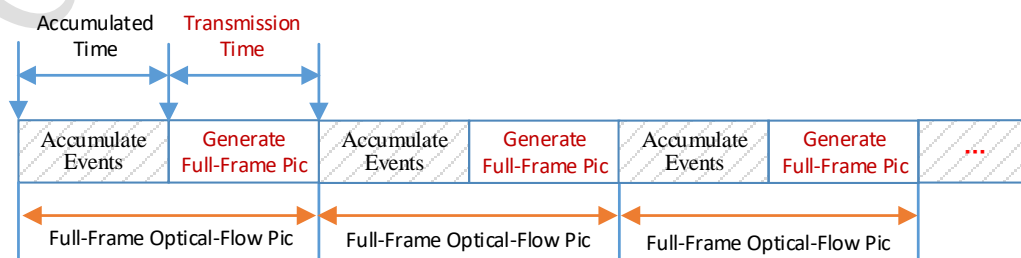 Accumulated
Time
Transmission
Time
Accumulate
Events
Generate
Full-Frame Pic
Accumulate
Events
Generate
Full-Frame Pic
Accumulate
Events
Generate
Full-Frame Pic
...
Full-Frame Optical-Flow Pic
Full-Frame Optical-Flow Pic
Full-Frame Optical-Flow Pic